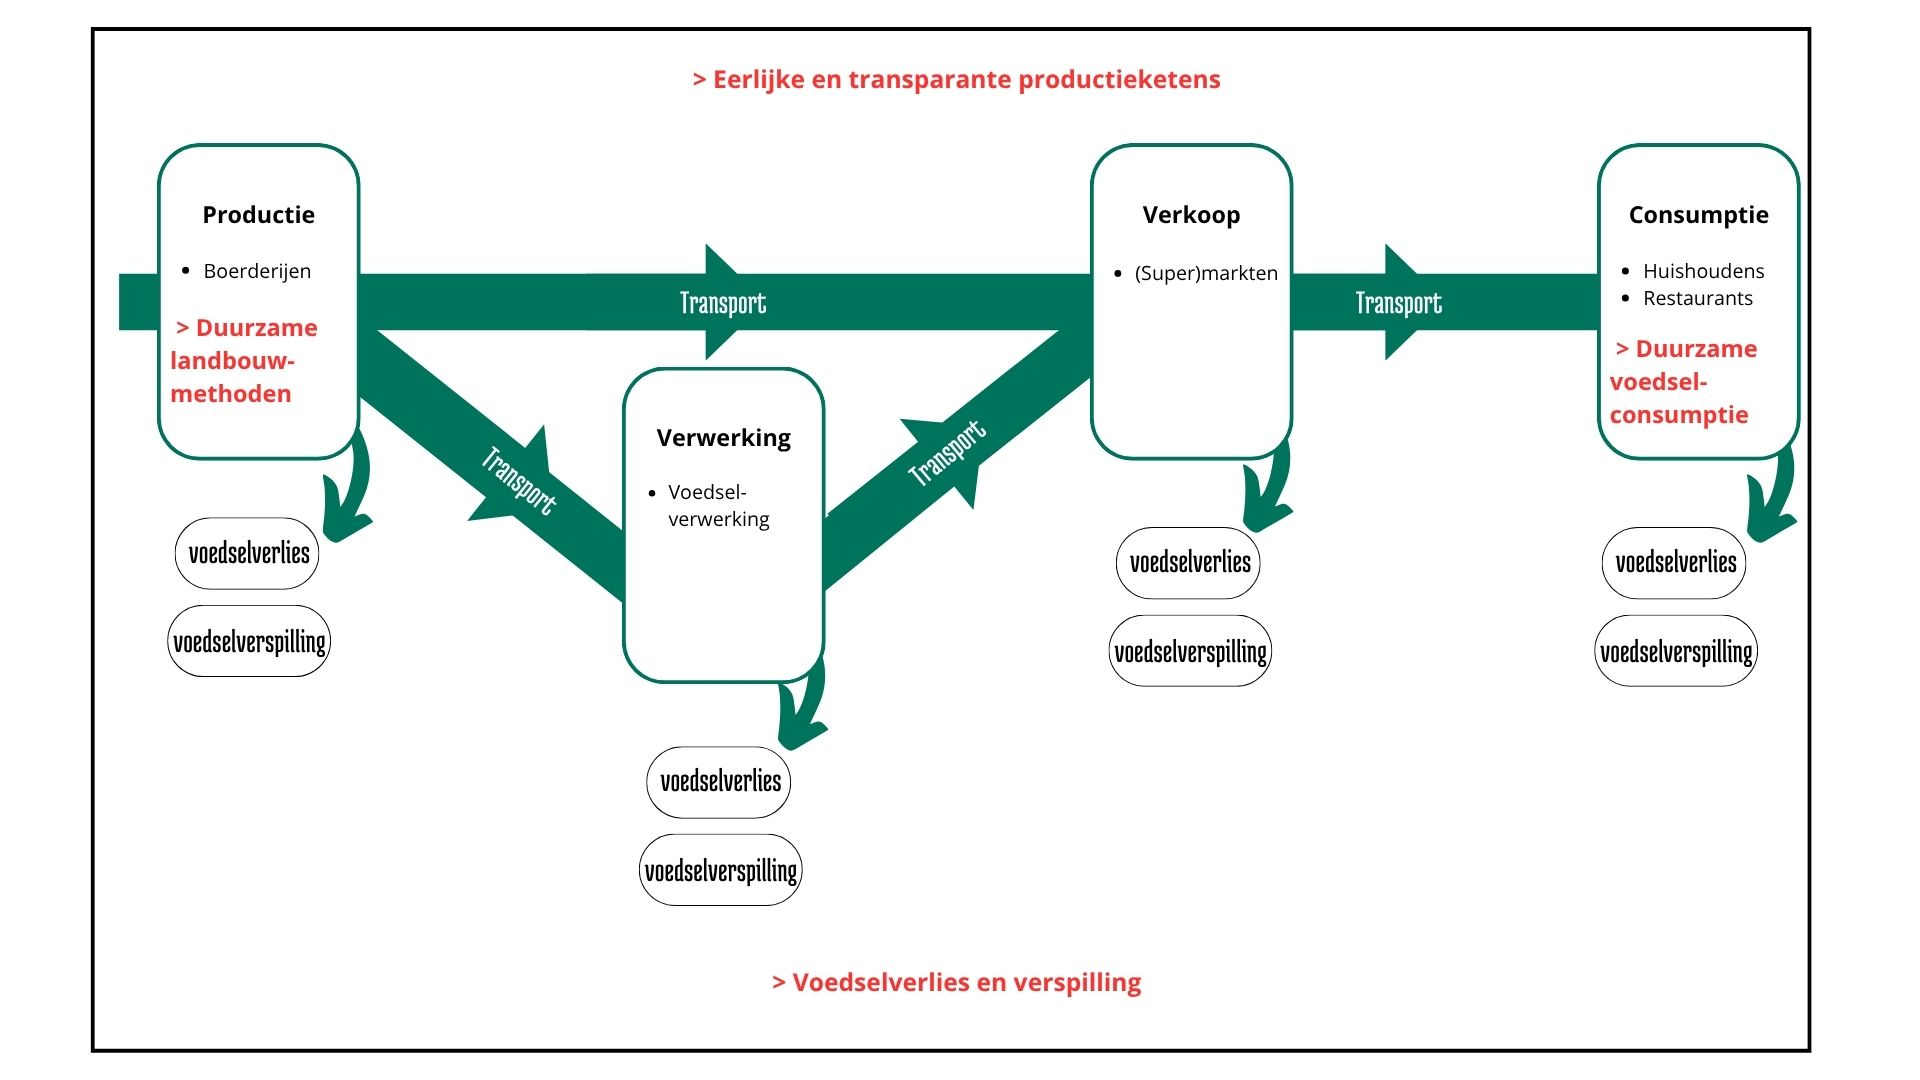 > Eerlijke en transparante productieketens
Productie
• Boerderijen
> Duurzame
landbouw-
methoden
voedselverlies
voedselverspilling
Transport
Transport
Verwerking
• Voedsel-
verwerking
voedselverlies
voedselverspilling
Transport
Verkoop
• (Super)markten
voedselverlies
voedselverspilling
Transport
Consumptie
• Huishoudens
• Restaurants
> Duurzame
voedsel-
consumptie
voedselverlies
voedselverspilling
> Voedselverlies en verspilling